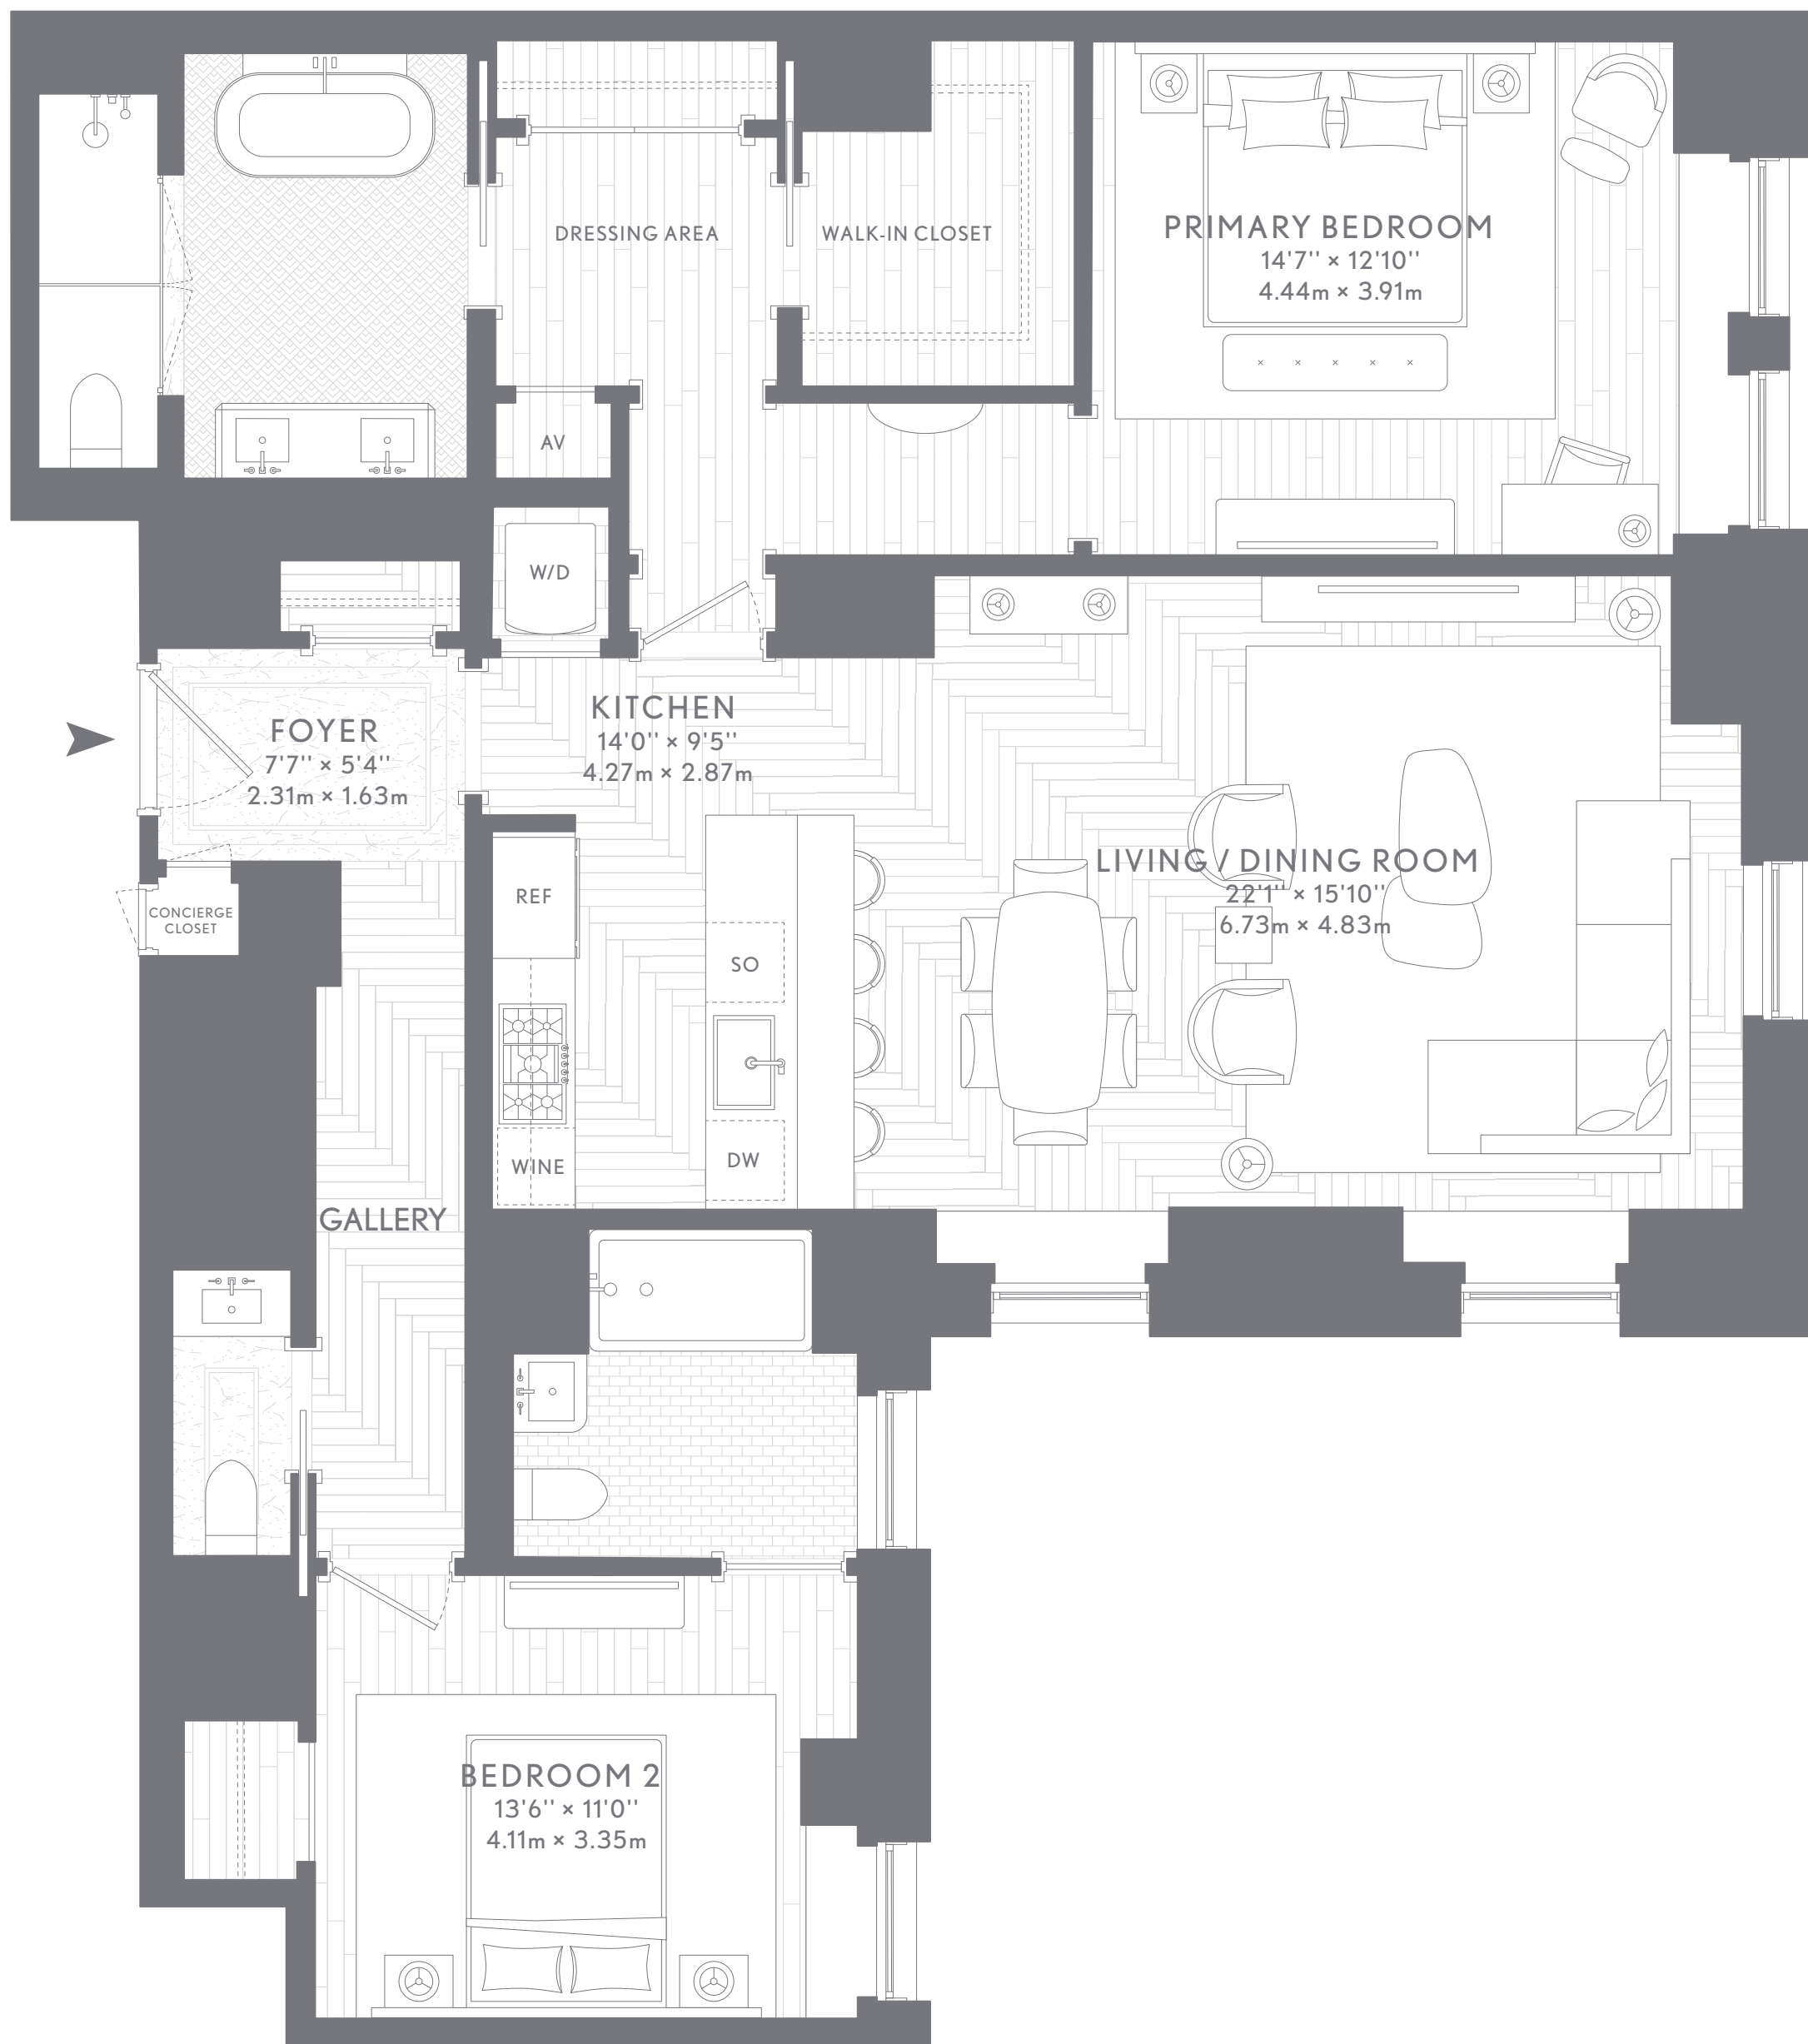 DRESSING AREA
WALK-IN CLOSET
PRIMARY BEDROOM
14'7'' × 12'10''
4.44m × 3.91m
AV
W/D
FOYER
7'7'' × 5'4''
2.31m × 1.63m
KITCHEN
14'0'' × 9'5''
4.27m × 2.87m
LIVING / DINING ROOM
22'1'' × 15'10''
6.73m × 4.83m
CONCIERGE
CLOSET
REF
SO
WINE
DW
GALLERY
BEDROOM 2
13'6'' × 11'0''
4.11m × 3.35m